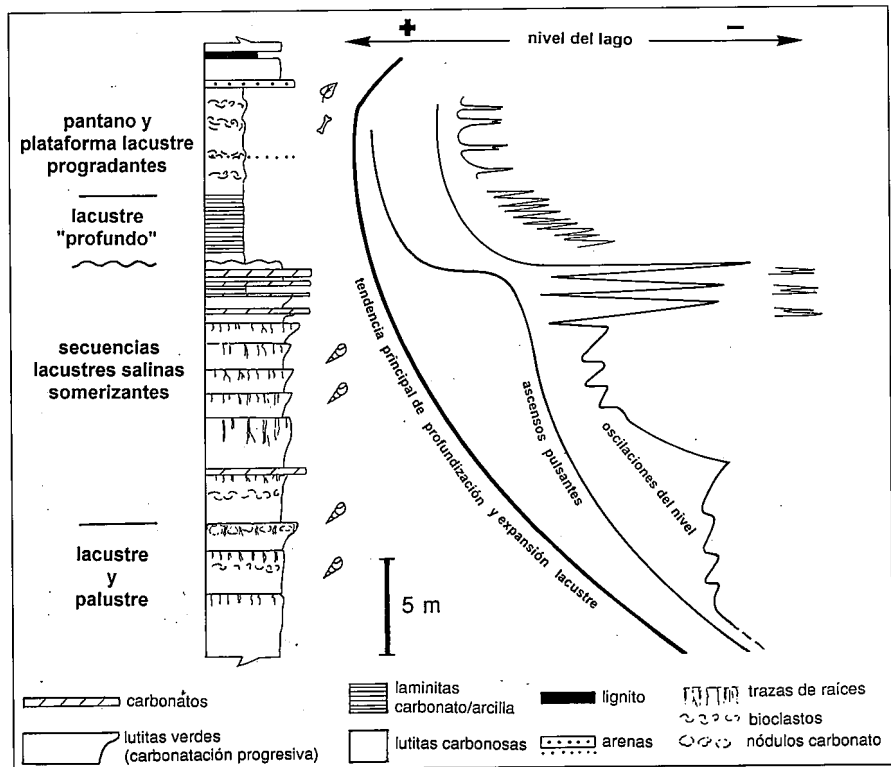 + −
nivel del lago
pantano y
plataforma lacustre
progradantes
lacustre
"profundo"
secuencias
lacustres salinas
somerizantes
lacustre
y
palustre
tendencia principal de profundización y expansión lacustre
ascensos pulsantes
oscilaciones del nivel
5 m
carbonatos
lutitas verdes
(carbonatación progresiva)
laminitas
carbonato/arcilla
lutitas carbonosas
lignito
arenas
trazas de raíces
bioclastos
nódulos carbonato